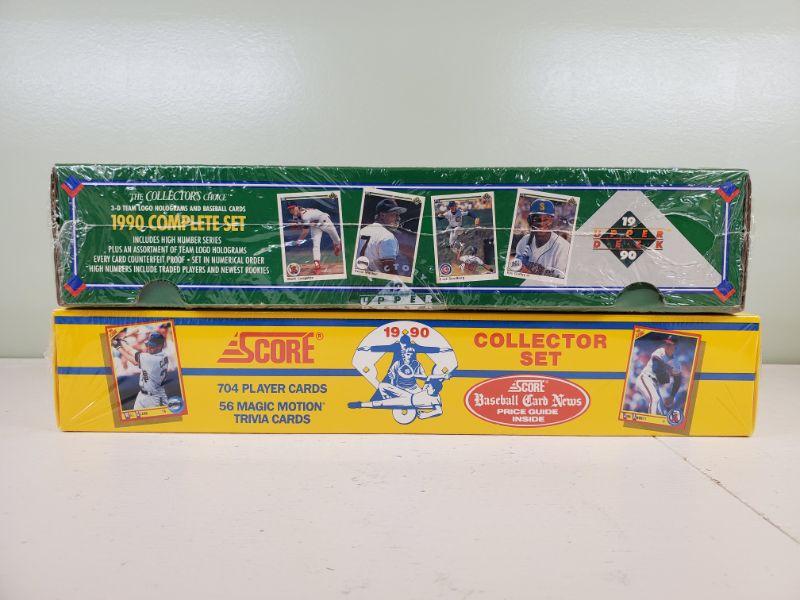 THE COLLECTOR'S Choice
3-D TEAM LOGO HOLOGRAMS AND BASEBALL CARDS
1990 COMPLETE SET
INCLUDES HIGH NUMBER SERIES
PLUS AN ASSORTMENT OF TEAM LOGO HOLOGRAMS
EVERY CARD COUNTERFEIT PROOF • SET IN NUMERICAL ORDER
HIGH NUMBERS INCLUDE TRADED PLAYERS AND NEWEST ROOKIES
7
S
19
UPPER
DECK
90
UPPER
SCORE®
704 PLAYER CARDS
56 MAGIC MOTION
TRIVIA CARDS
1990
COLLECTOR
SET
SCORE
Baseball Card News
PRICE GUIDE
INSIDE